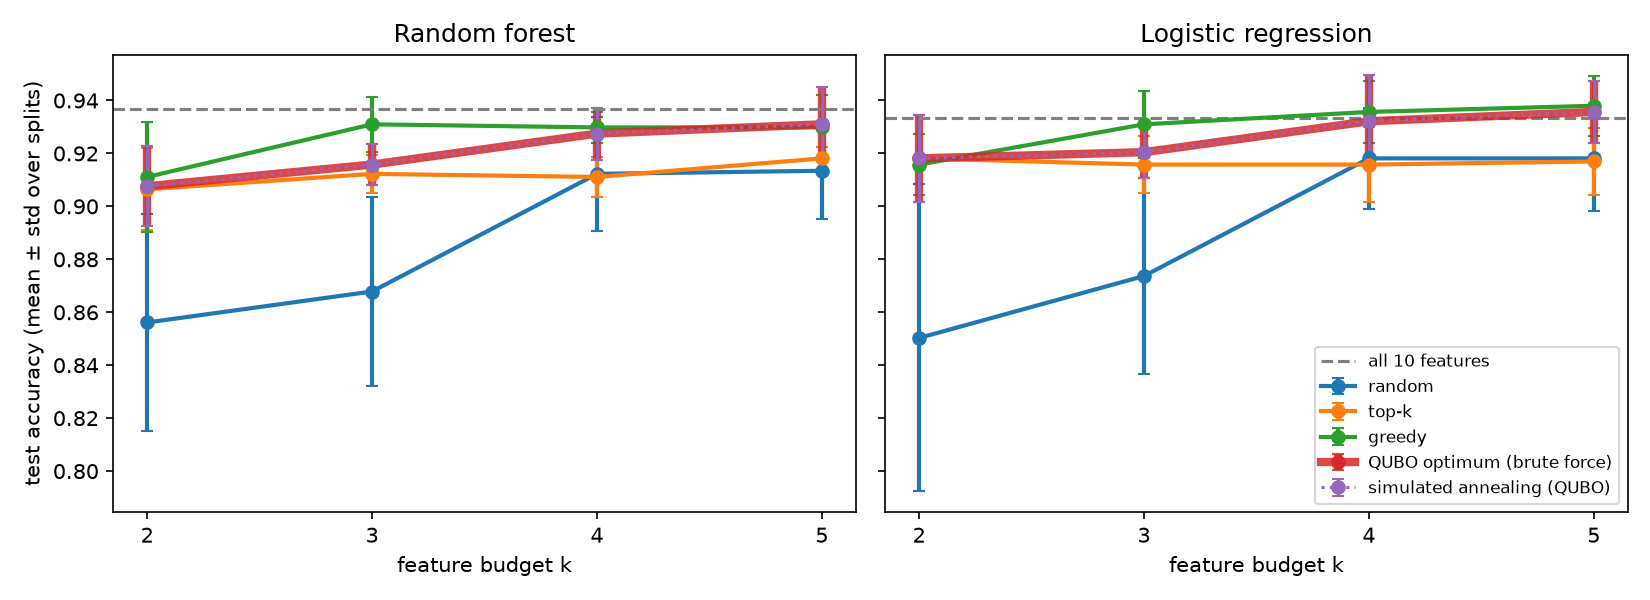 Random forest
Logistic regression
test accuracy (mean ± std over splits)
0.94
0.92
0.90
0.88
0.86
0.84
0.82
0.80
2 3 4 5
2 3 4 5
feature budget k
feature budget k
all 10 features
random
top-k
greedy
QUBO optimum (brute force)
simulated annealing (QUBO)